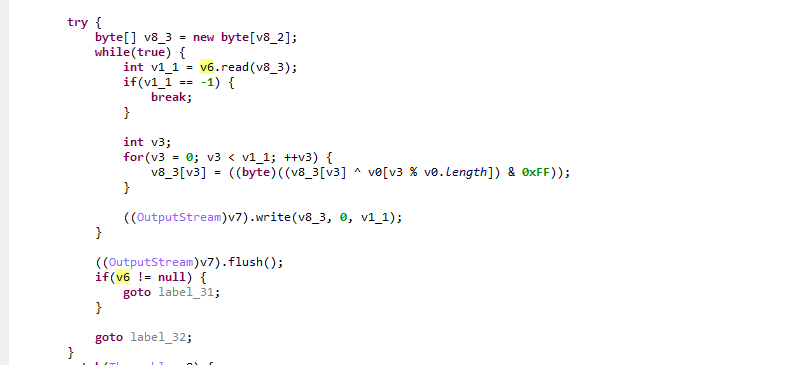 try {
byte[] v8_3 = new byte[v8_2];
while(true) {
int v1_1 = v6.read(v8_3);
if(v1_1 == -1) {
break;
}
int v3;
for(v3 = 0; v3 < v1_1; ++v3) {
v8_3[v3] = ((byte)((v8_3[v3] ^ v0[v3 % v0.length]) & 0xFF));
}
((OutputStream)v7).write(v8_3, 0, v1_1);
}
((OutputStream)v7).flush();
if(v6 != null) {
goto label_31;
}
goto label_32;
}